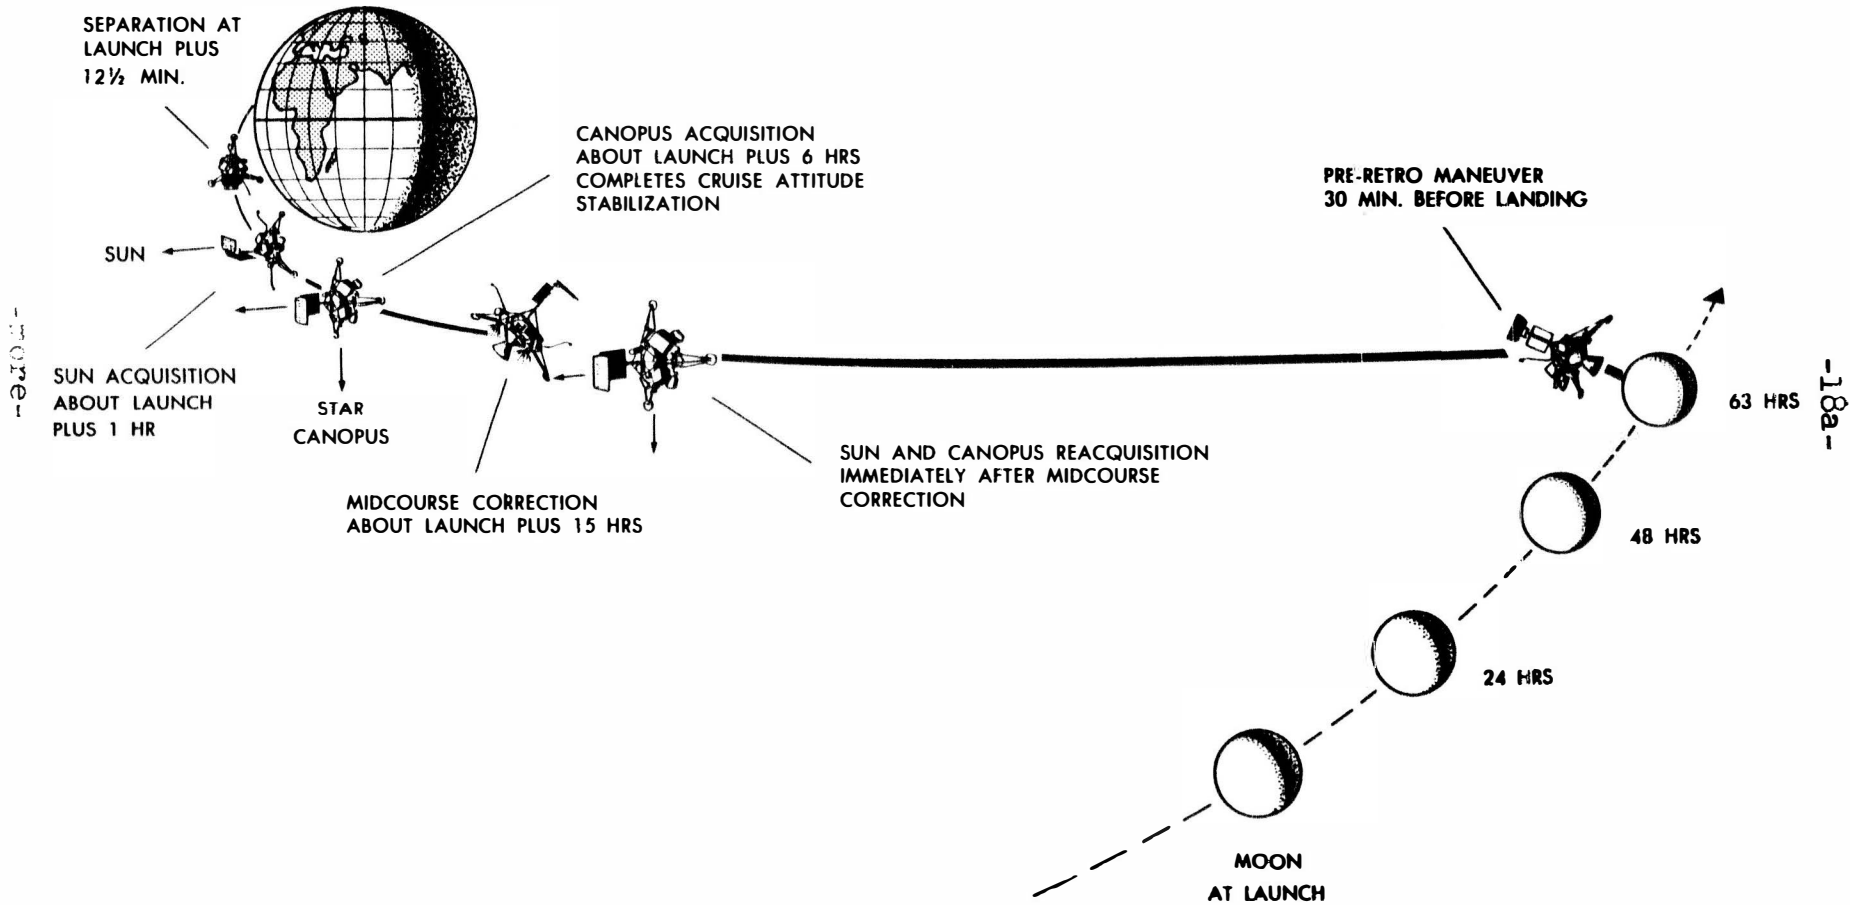 SEPARATION AT
LAUNCH PLUS
12½ MIN.
CANOPUS ACQUISITION
ABOUT LAUNCH PLUS 6 HRS
COMPLETES CRUISE ATTITUDE
STABILIZATION
PRE-RETRO MANEUVER
30 MIN. BEFORE LANDING
SUN
-more-
SUN ACQUISITION
ABOUT LAUNCH
PLUS 1 HR
STAR
CANOPUS
63 HRS
-18a-
SUN AND CANOPUS REACQUISITION
IMMEDIATELY AFTER MIDCOURSE
CORRECTION
MIDCOURSE CORRECTION
ABOUT LAUNCH PLUS 15 HRS
48 HRS
24 HRS
MOON
AT LAUNCH